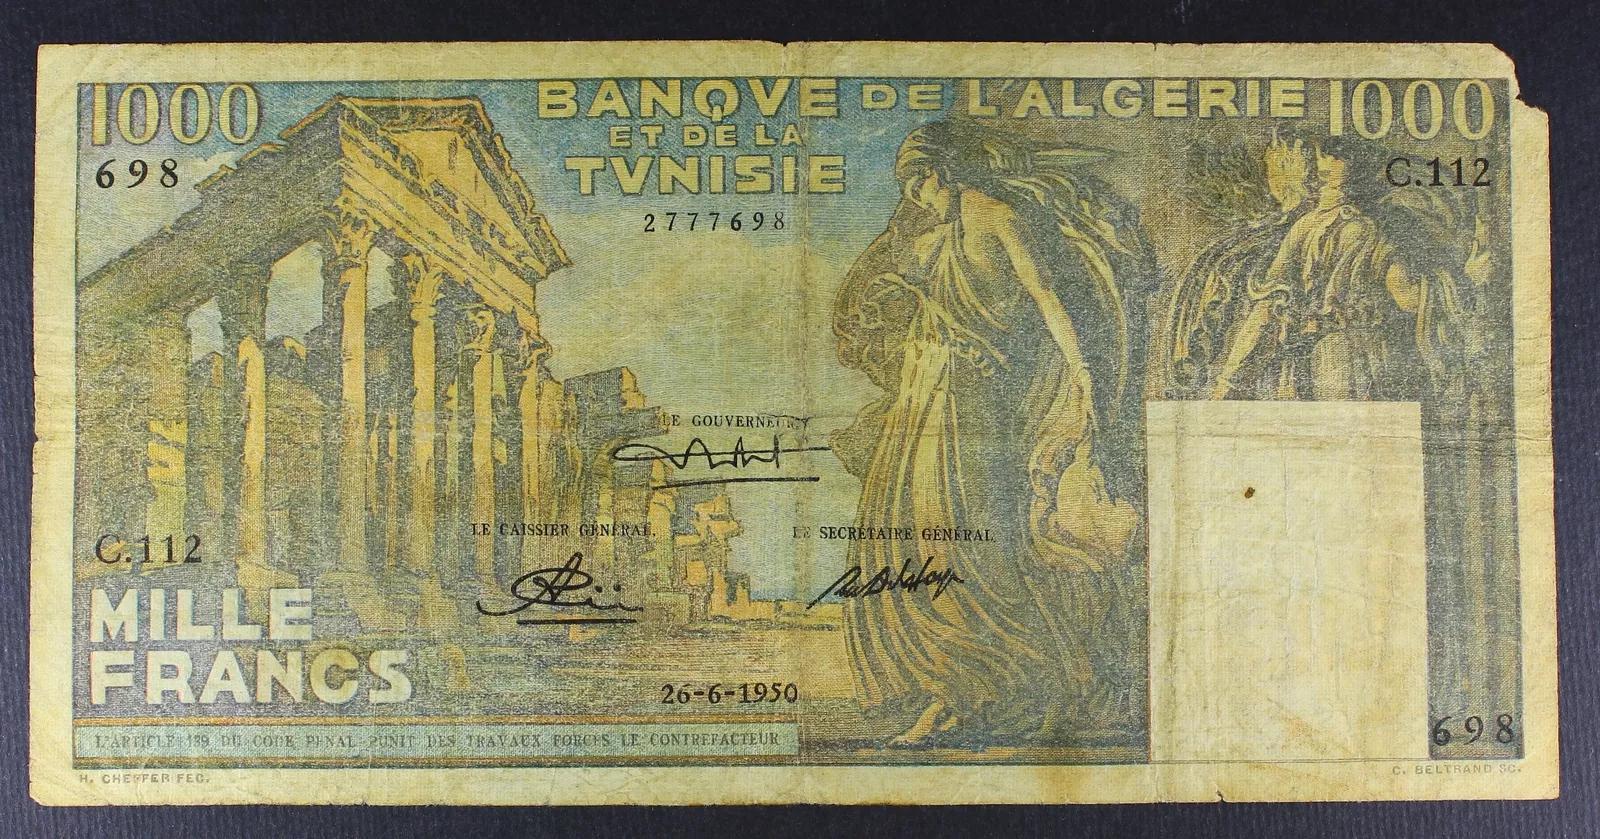 1000
BANQVE DE L'ALGERIE
1000
ET DE LA
698
TVNISIE
C.112
2777698
LE GOUVERNEUR
LE CAISSIER GÉNÉRAL.
LE SECRÉTAIRE GÉNÉRAL.
C.112
MILLE
FRANCS
26-6-1950
698
L'ARTICLE 139 DU CODE PENAL PUNIT DES TRAVAUX FORCES LE CONTREFACTEUR
H. CHEFFER FEC.
C. BELTRAND SC.